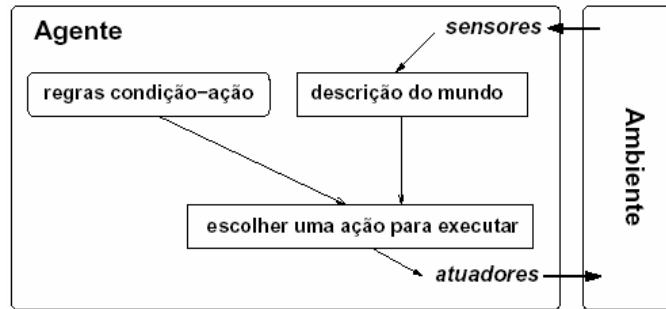 Agente
sensores
regras condição-ação
descrição do mundo
Ambiente
escolher uma ação para executar
atuadores